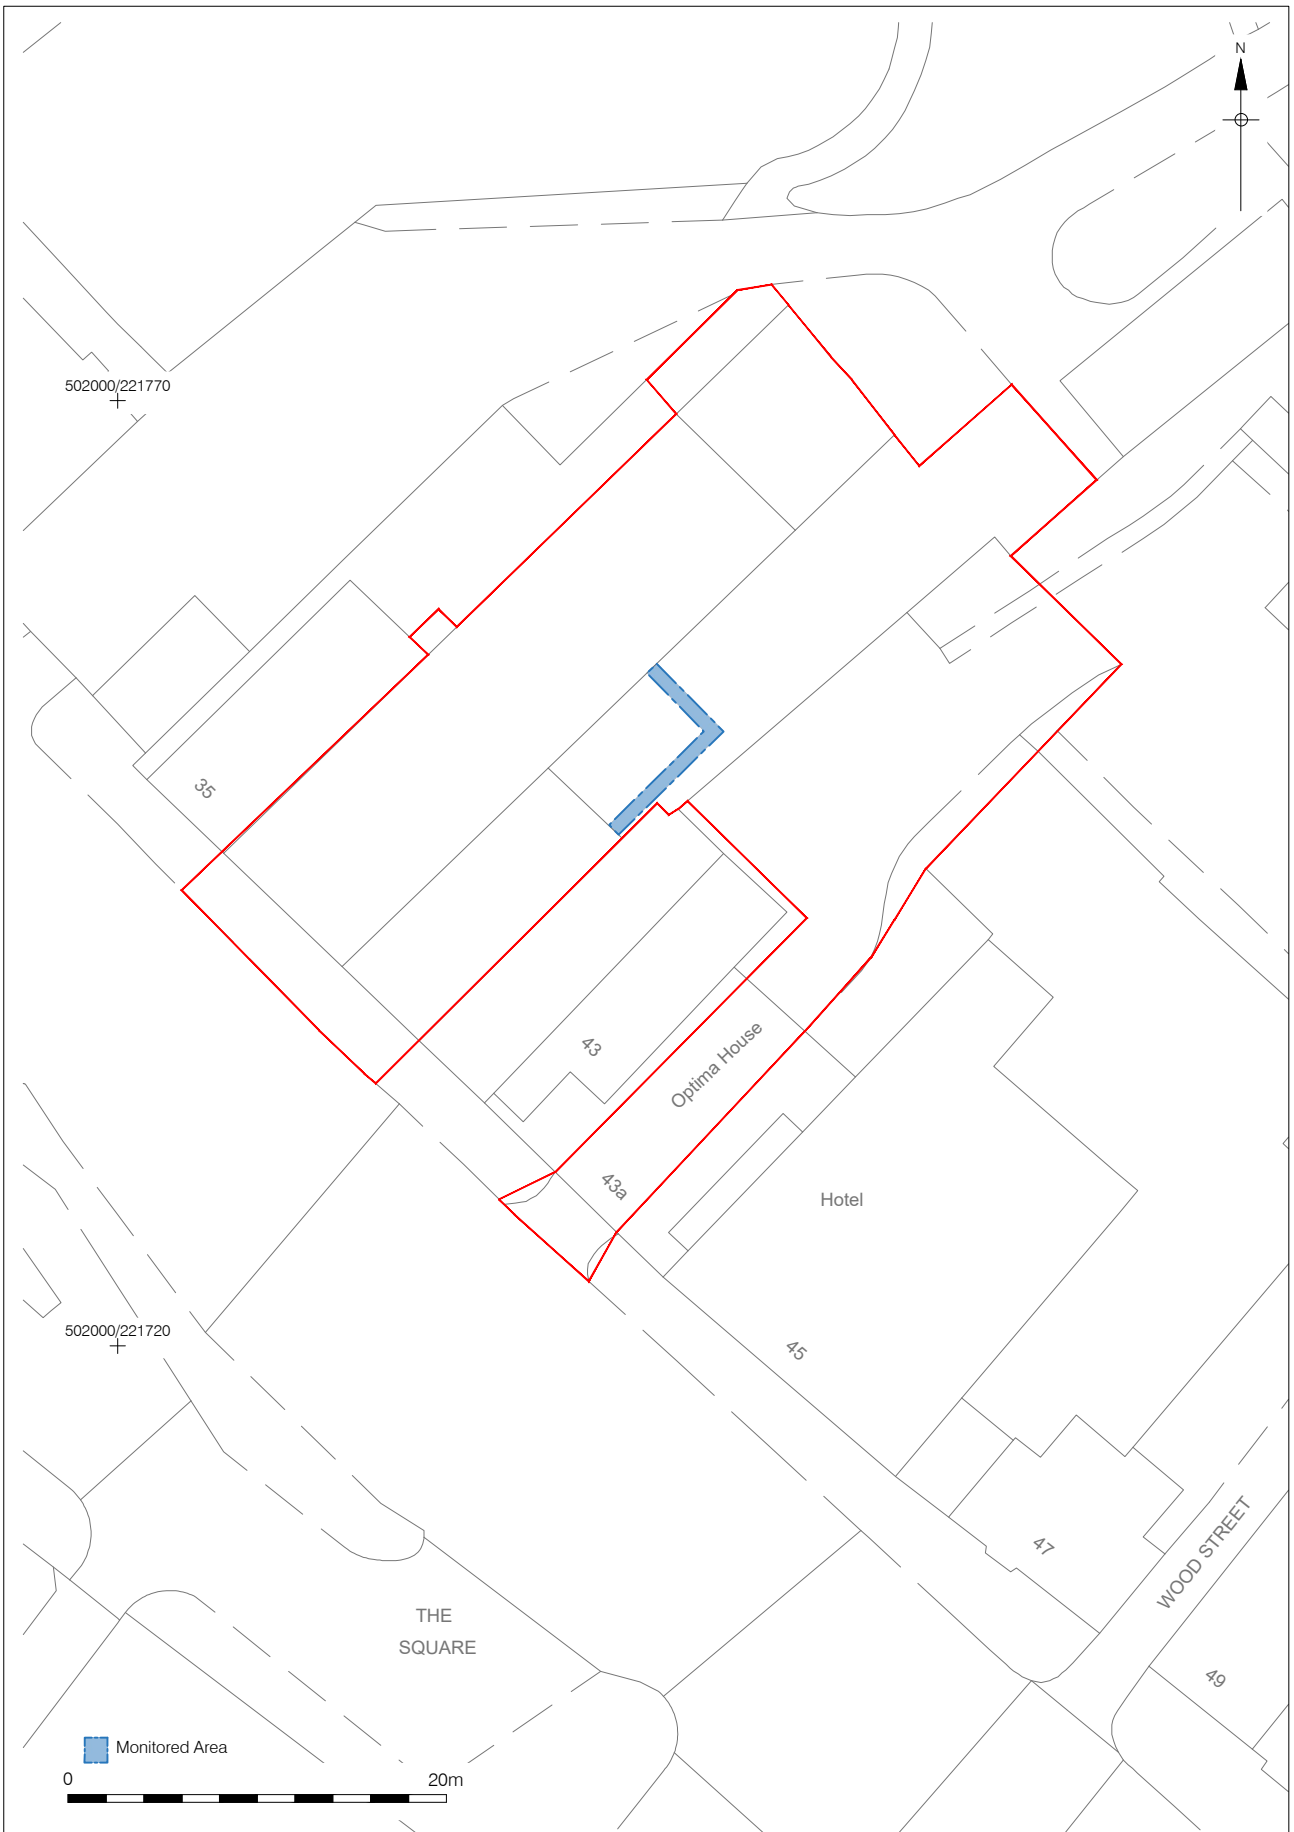 N
502000/221770
35
43
Optima House
43a
Hotel
502000/221720
45
47
WOOD STREET
THE
SQUARE
49
Monitored Area
0 20m